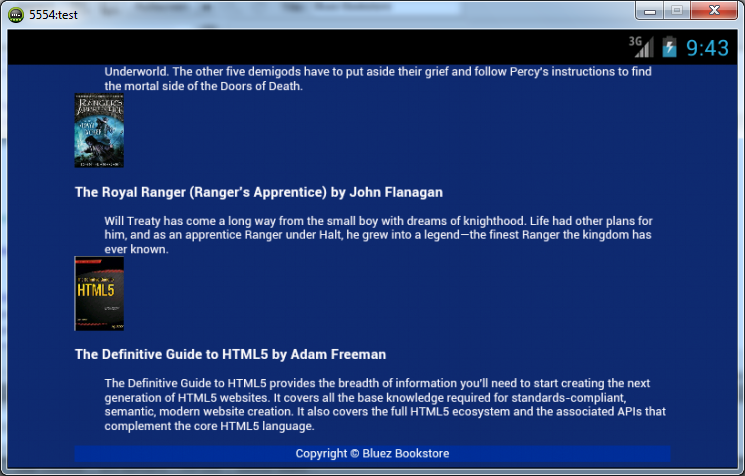 5554:test
3G 9:43
Underworld. The other five demigods have to put aside their grief and follow Percy's instructions to find
the mortal side of the Doors of Death.
RANGER'S
APPRENTICE
The Royal Ranger (Ranger's Apprentice) by John Flanagan
Will Treaty has come a long way from the small boy with dreams of knighthood. Life had other plans for
him, and as an apprentice Ranger under Halt, he grew into a legend—the finest Ranger the kingdom has
ever known.
HTML5
The Definitive Guide to HTML5 by Adam Freeman
The Definitive Guide to HTML5 provides the breadth of information you'll need to start creating the next
generation of HTML5 websites. It covers all the base knowledge required for standards-compliant,
semantic, modern website creation. It also covers the full HTML5 ecosystem and the associated APIs that
complement the core HTML5 language.
Copyright © Bluez Bookstore